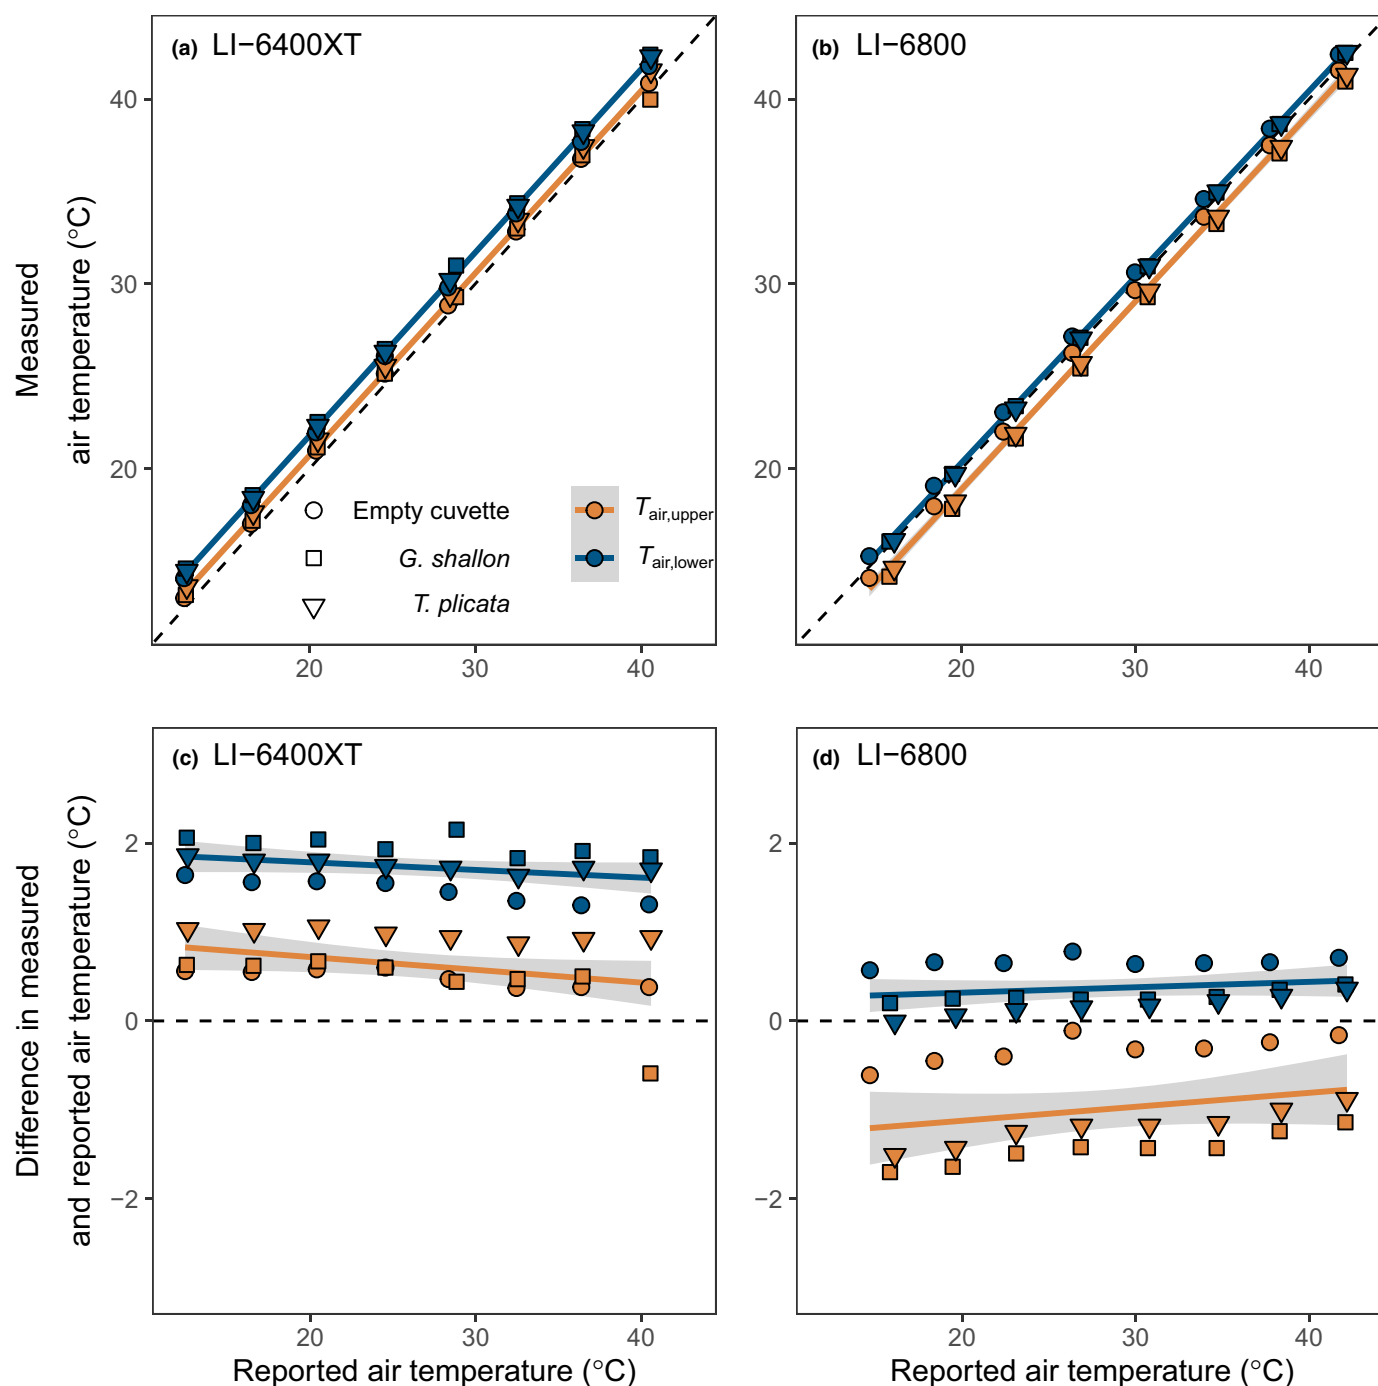 (a) LI−6400XT
(b) LI−6800
Measured
air temperature (°C)
40
30
20
40
30
20
Empty cuvette
G. shallon
T. plicata
Tair,upper
Tair,lower
20 30 40
20 30 40
(c) LI−6400XT
(d) LI−6800
Difference in measured
and reported air temperature (°C)
2
0
−2
2
0
−2
20 30 40
20 30 40
Reported air temperature (°C)
Reported air temperature (°C)